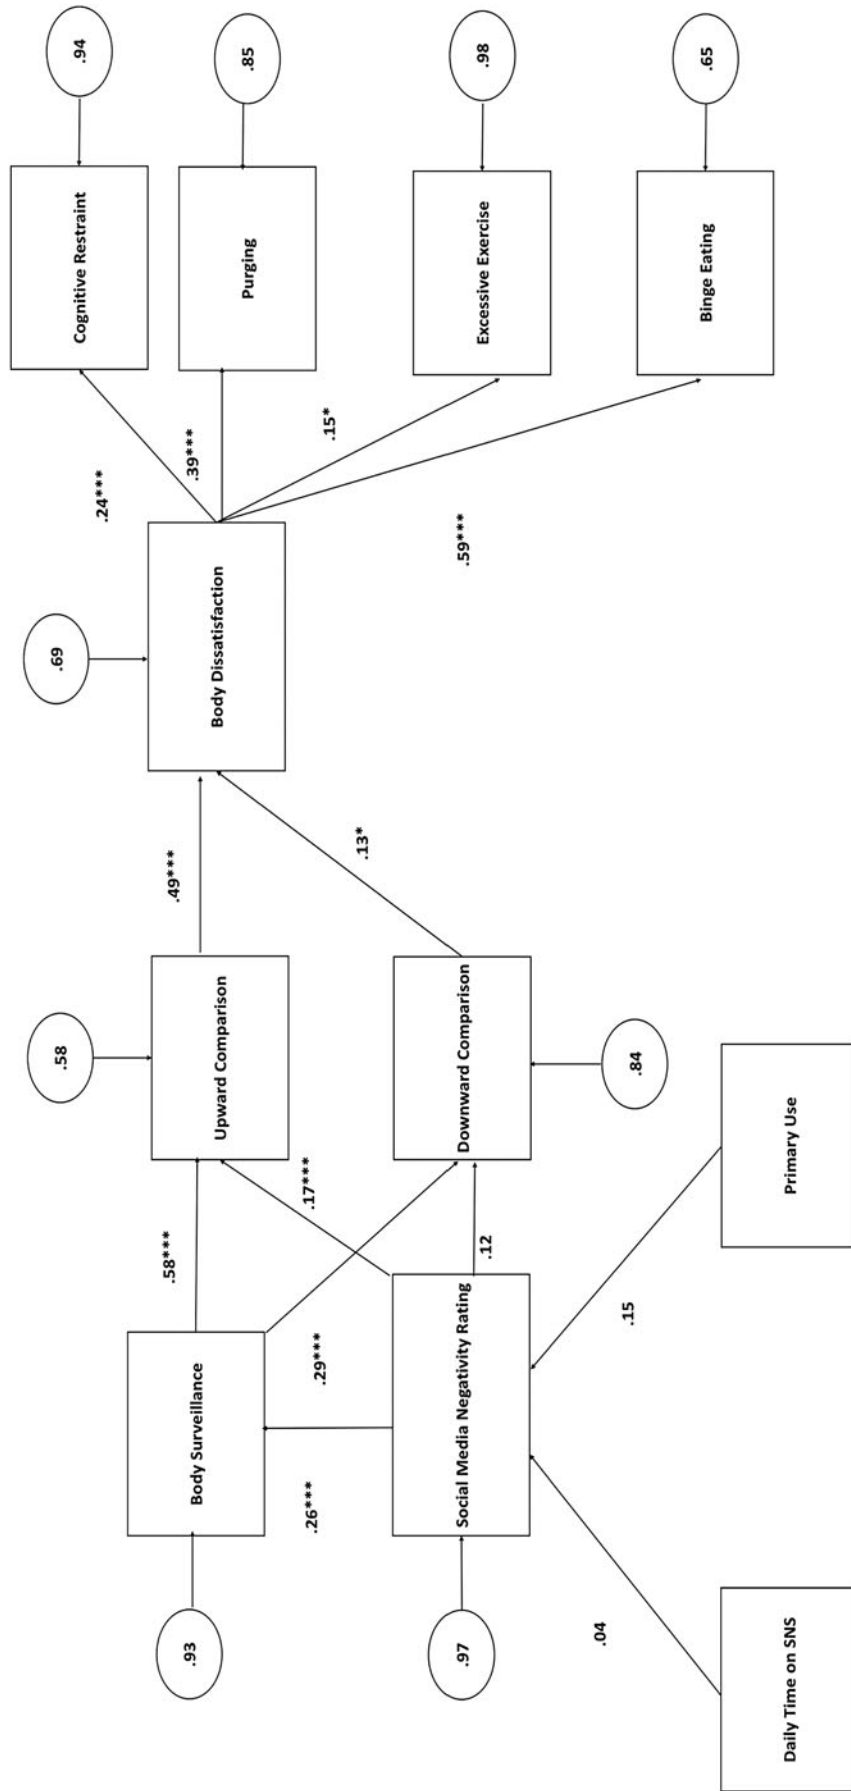 .93
.97
Daily Time on SNS
.04
Body Surveillance
.26***
Social Media Negativity Rating
.15
Primary Use
.58***
.29***
.17***
.12
.58
Upward Comparison
Downward Comparison
.84
.49***
.13*
.69
Body Dissatisfaction
.24***
.39***
.15*
.59***
Cognitive Restraint
.94
Purging
.85
Excessive Exercise
.98
Binge Eating
.65